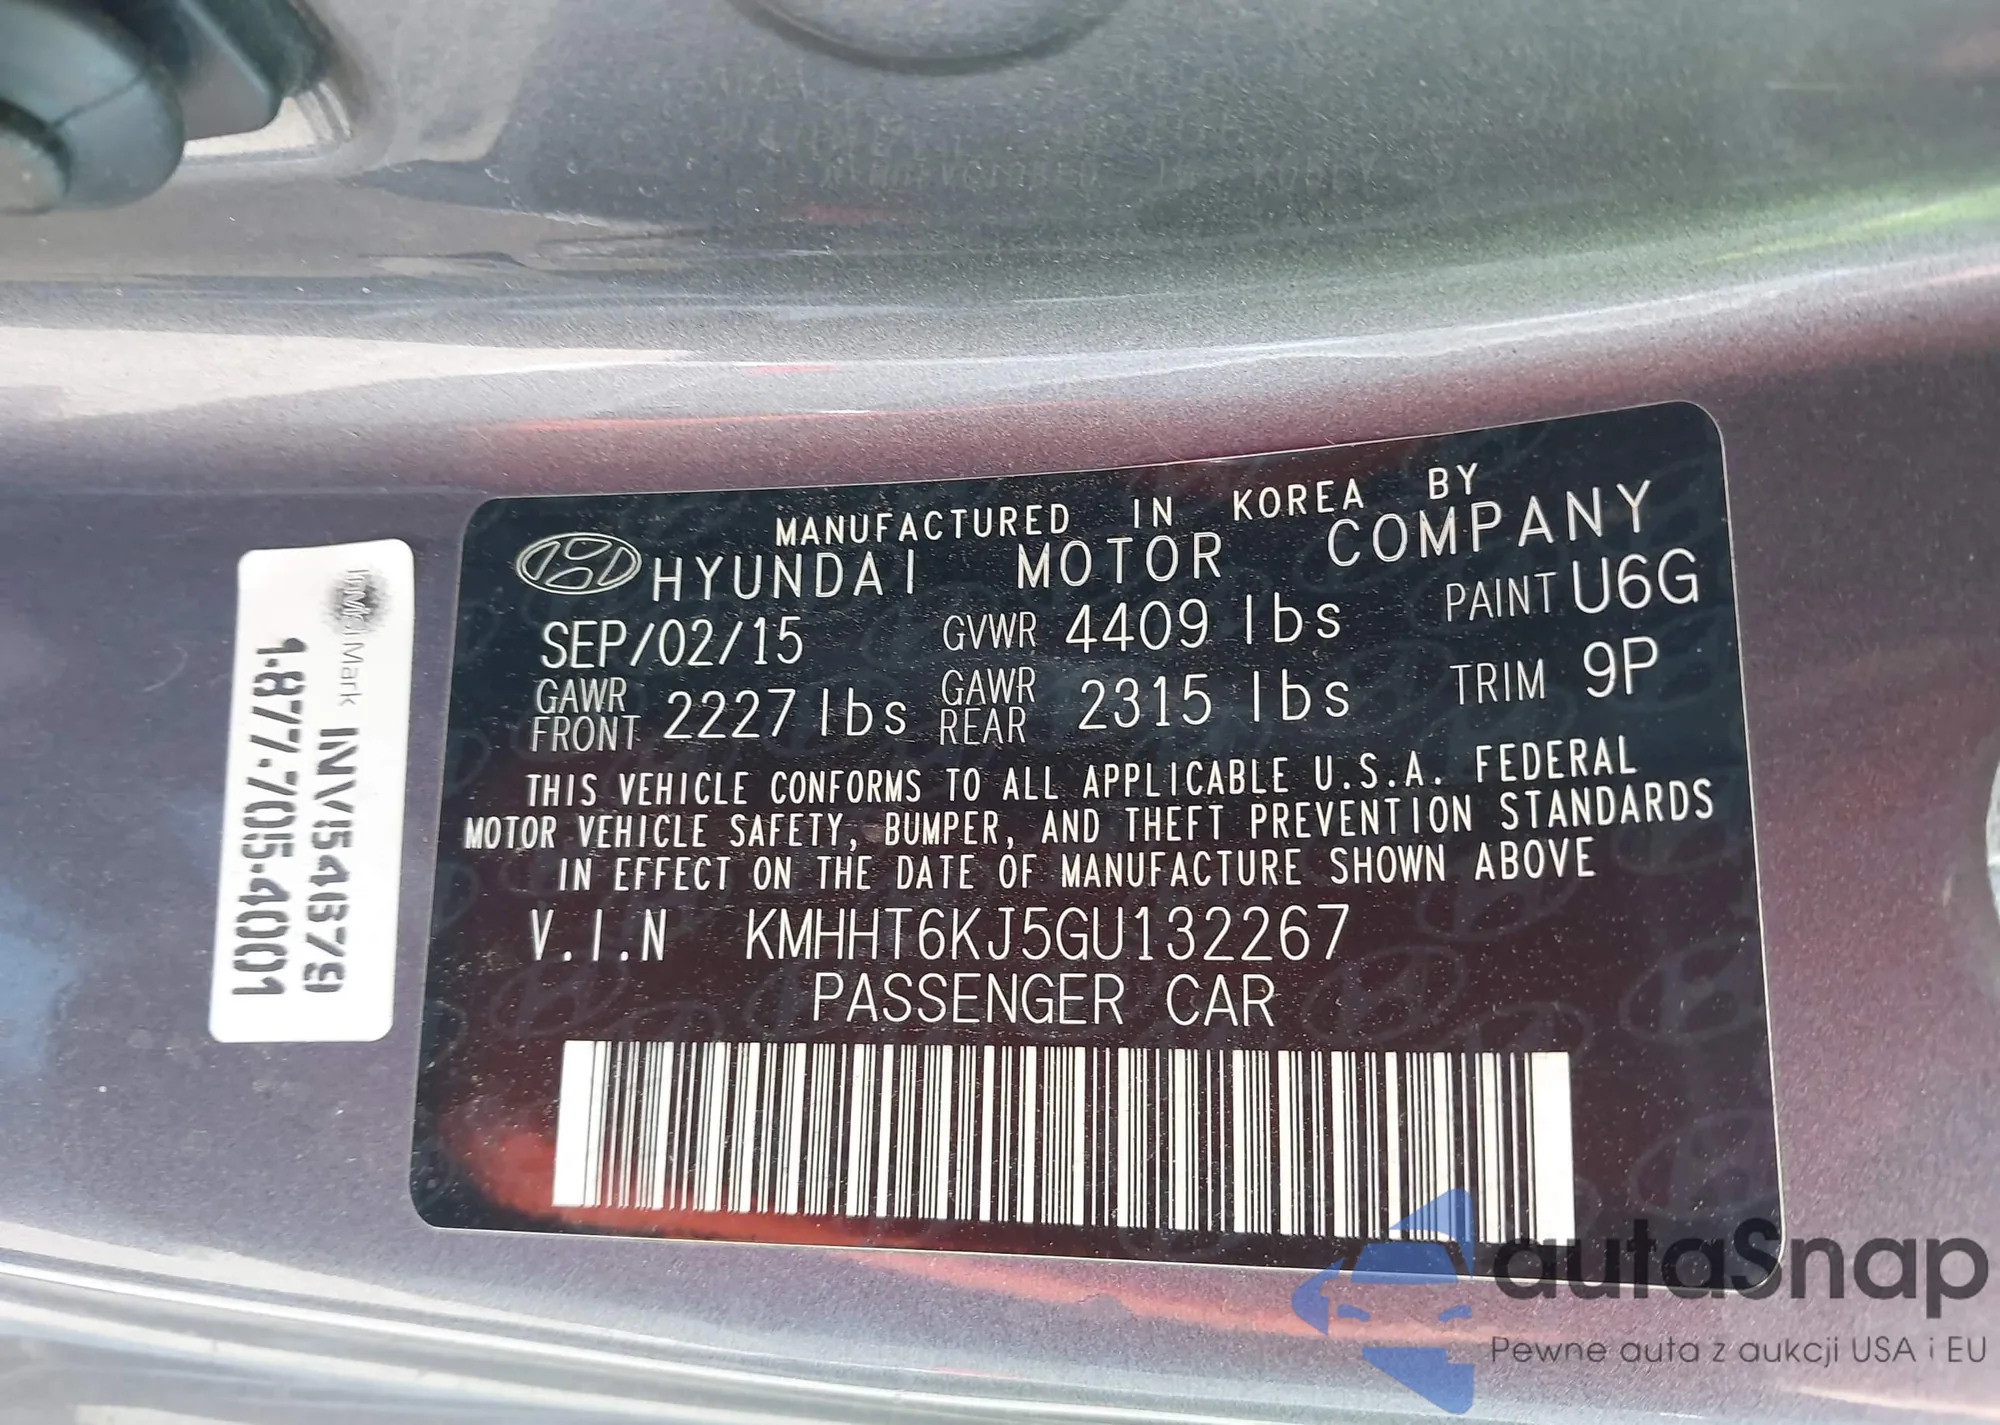 MANUFACTURED IN KOREA BY
HYUNDAI MOTOR COMPANY
SEP/02/15 GVWR 4409 lbs PAINT U6G
GAWR FRONT 2227 lbs GAWR REAR 2315 lbs TRIM 9P
THIS VEHICLE CONFORMS TO ALL APPLICABLE U.S.A. FEDERAL
MOTOR VEHICLE SAFETY, BUMPER, AND THEFT PREVENTION STANDARDS
IN EFFECT ON THE DATE OF MANUFACTURE SHOWN ABOVE
V.I.N KMHHT6KJ5GU132267
PASSENGER CAR
Mark INV154879
1.877.705.4001
autaSnap
Pewne auta z aukcji USA i EU